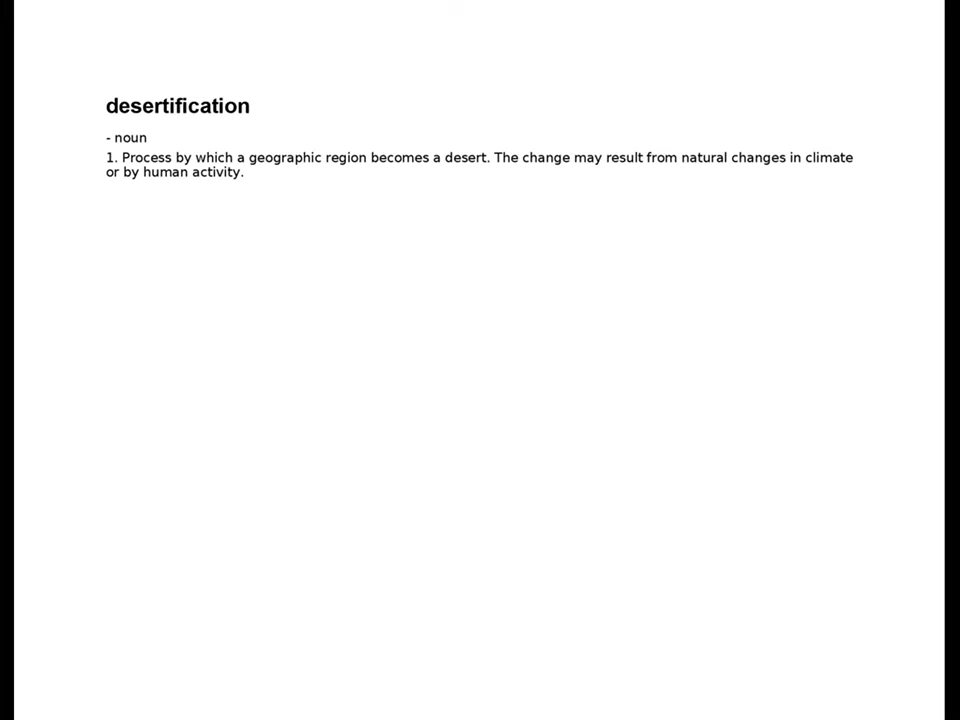 desertification
- noun
1. Process by which a geographic region becomes a desert. The change may result from natural changes in climate
or by human activity.